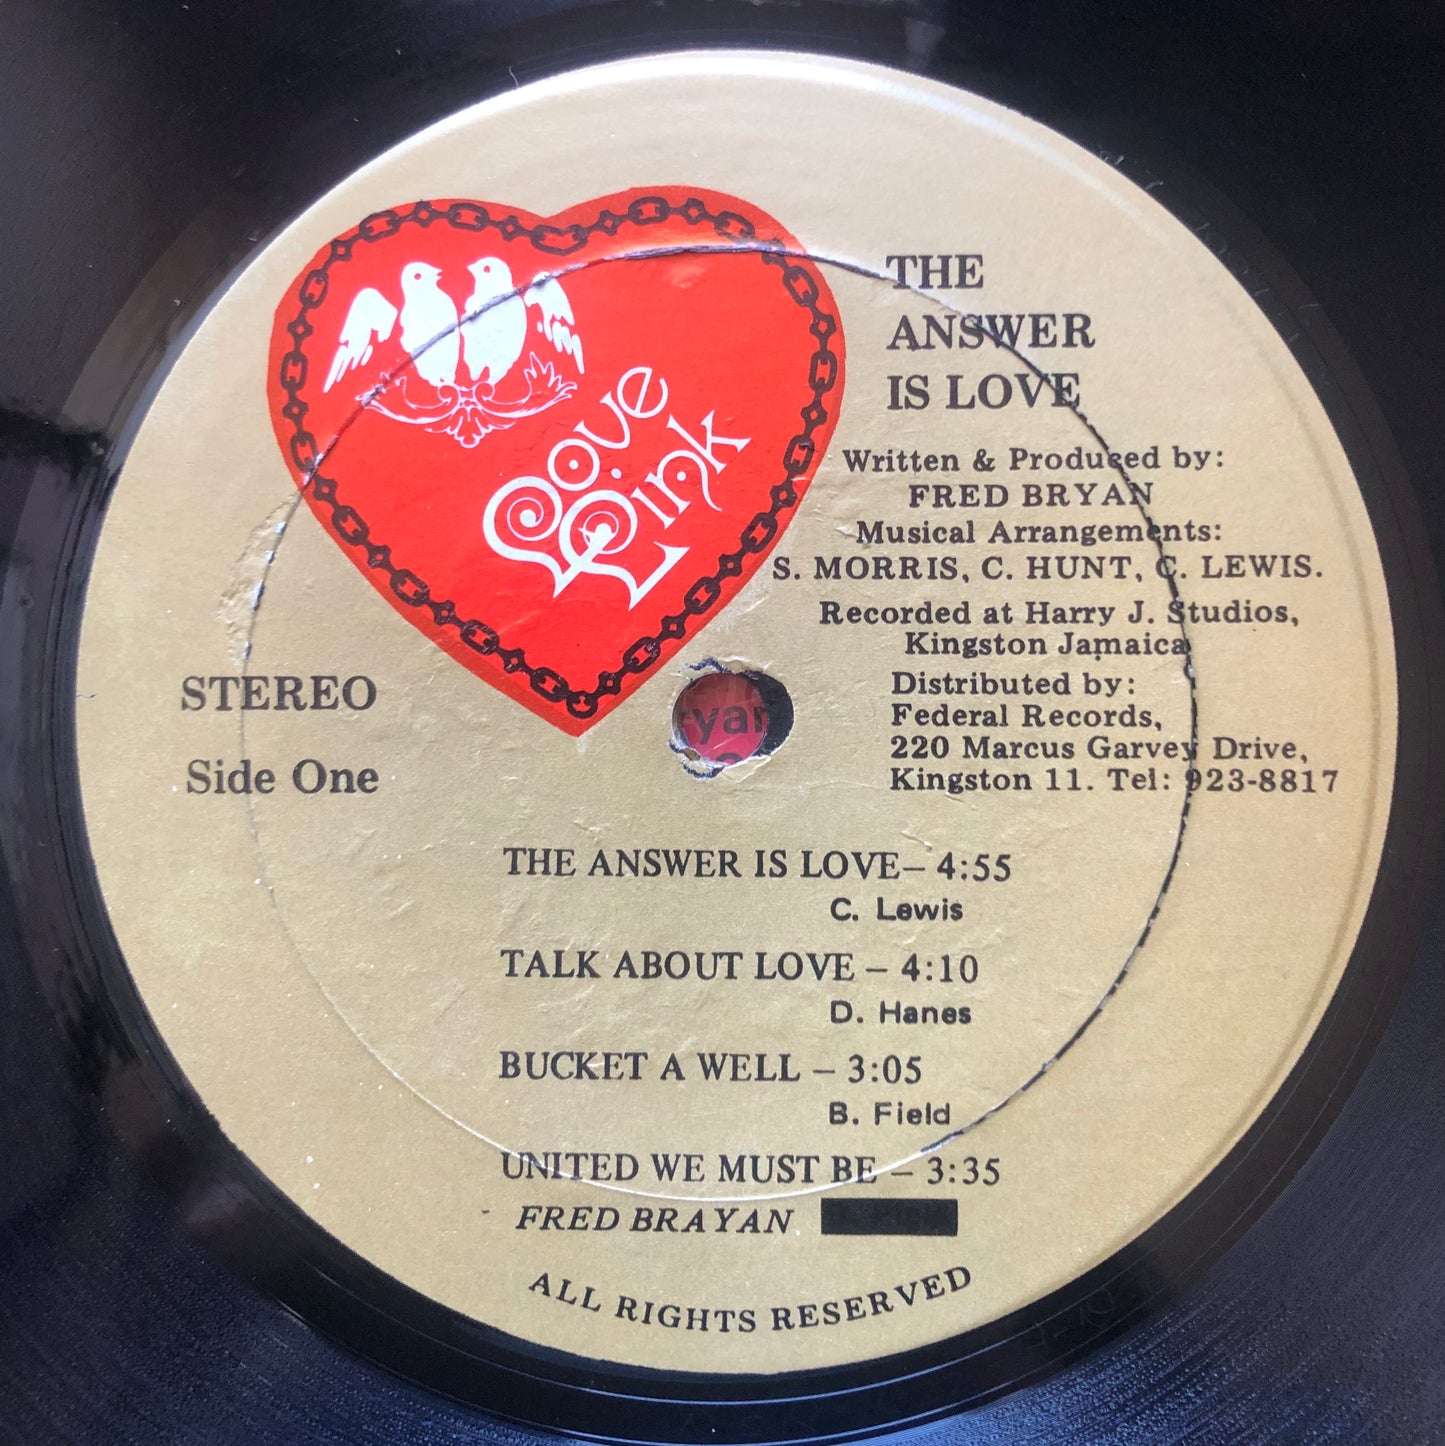 Love
Link
THE
ANSWER
IS LOVE
Written & Produced by:
FRED BRYAN
Musical Arrangements:
S. MORRIS, C. HUNT, C. LEWIS.
Recorded at Harry J. Studios,
Kingston Jamaica
Distributed by:
Federal Records,
220 Marcus Garvey Drive,
Kingston 11. Tel: 923-8817
STEREO
Side One
THE ANSWER IS LOVE– 4:55
C. Lewis
TALK ABOUT LOVE – 4:10
D. Hanes
BUCKET A WELL – 3:05
B. Field
UNITED WE MUST BE – 3:35
FRED BRAYAN
ALL RIGHTS RESERVED